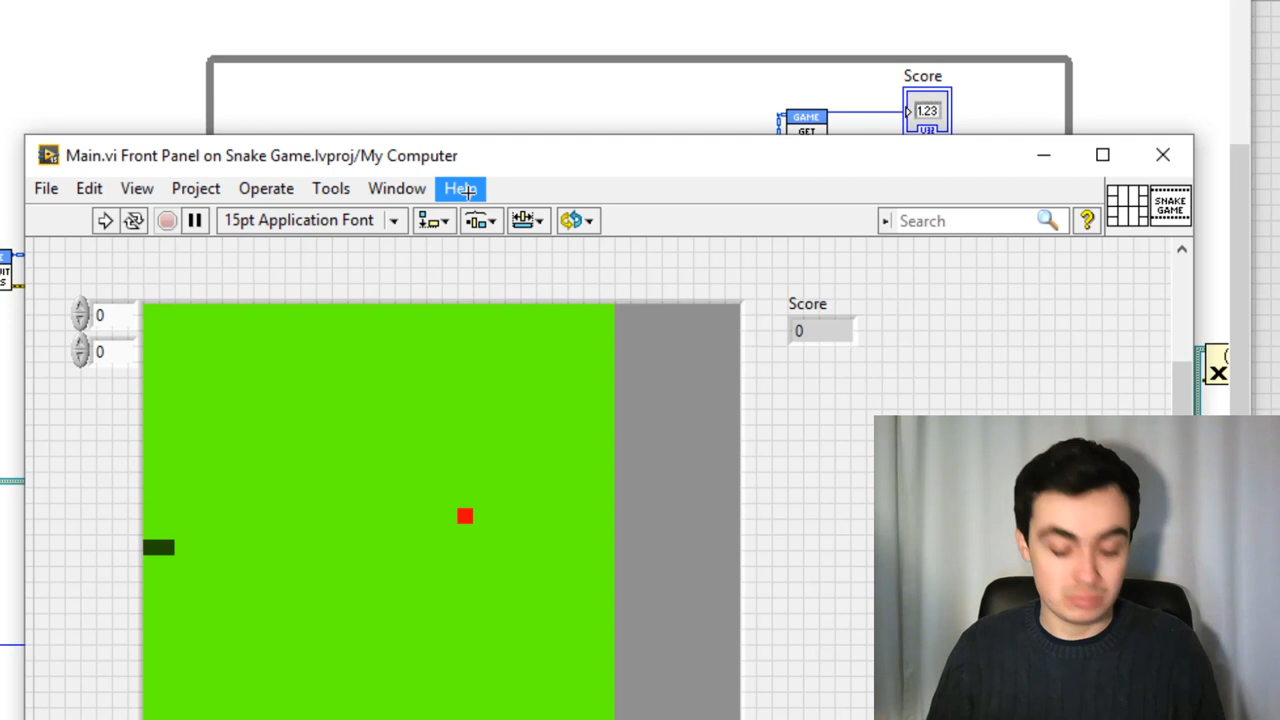 Score
GAME
GET
1.23
U32
Main.vi Front Panel on Snake Game.lvproj/My Computer
File Edit View Project Operate Tools Window Help
15pt Application Font
Search
?
SNAKE
GAME
0
0
Score
0
X